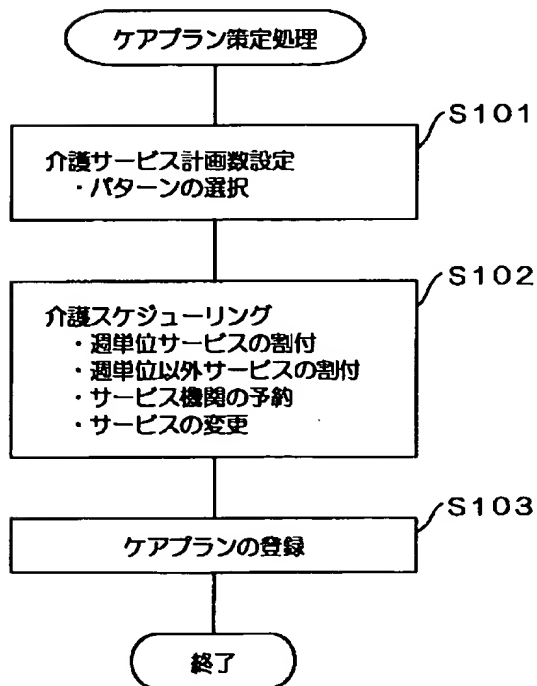 ケアプラン策定処理
S101
介護サービス計画数設定
・パターンの選択
S102
介護スケジューリング
・週単位サービスの割付
・週単位以外サービスの割付
・サービス機関の予約
・サービスの変更
S103
ケアプランの登録
終了